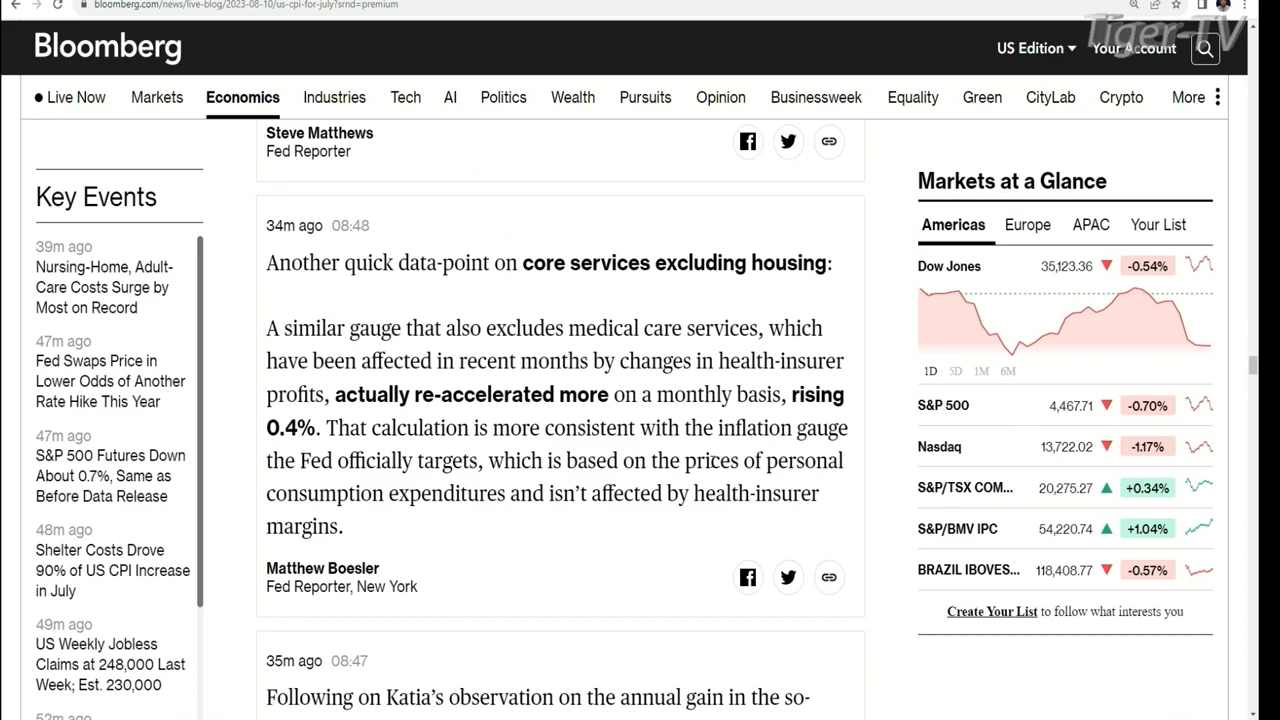 bloomberg.com/news/live-blog/2023-08-10/us-cpi-for-july?srnd=premium
Tiger-TV
Bloomberg
US Edition
Your Account
Live Now
Markets
Economics
Industries
Tech
AI
Politics
Wealth
Pursuits
Opinion
Businessweek
Equality
Green
CityLab
Crypto
More
Key Events
39m ago
Nursing-Home, Adult-
Care Costs Surge by
Most on Record
47m ago
Fed Swaps Price in
Lower Odds of Another
Rate Hike This Year
47m ago
S&P 500 Futures Down
About 0.7%, Same as
Before Data Release
48m ago
Shelter Costs Drove
90% of US CPI Increase
in July
49m ago
US Weekly Jobless
Claims at 248,000 Last
Week; Est. 230,000
52m ago
Steve Matthews
Fed Reporter
34m ago 08:48
Another quick data-point on core services excluding housing:
A similar gauge that also excludes medical care services, which
have been affected in recent months by changes in health-insurer
profits, actually re-accelerated more on a monthly basis, rising
0.4%. That calculation is more consistent with the inflation gauge
the Fed officially targets, which is based on the prices of personal
consumption expenditures and isn't affected by health-insurer
margins.
Matthew Boesler
Fed Reporter, New York
35m ago 08:47
Following on Katia's observation on the annual gain in the so-
Markets at a Glance
Americas
Europe
APAC
Your List
Dow Jones 35,123.36 -0.54%
1D 5D 1M 6M
S&P 500 4,467.71 -0.70%
Nasdaq 13,722.02 -1.17%
S&P/TSX COM... 20,275.27 +0.34%
S&P/BMV IPC 54,220.74 +1.04%
BRAZIL IBOVES... 118,408.77 -0.57%
Create Your List to follow what interests you